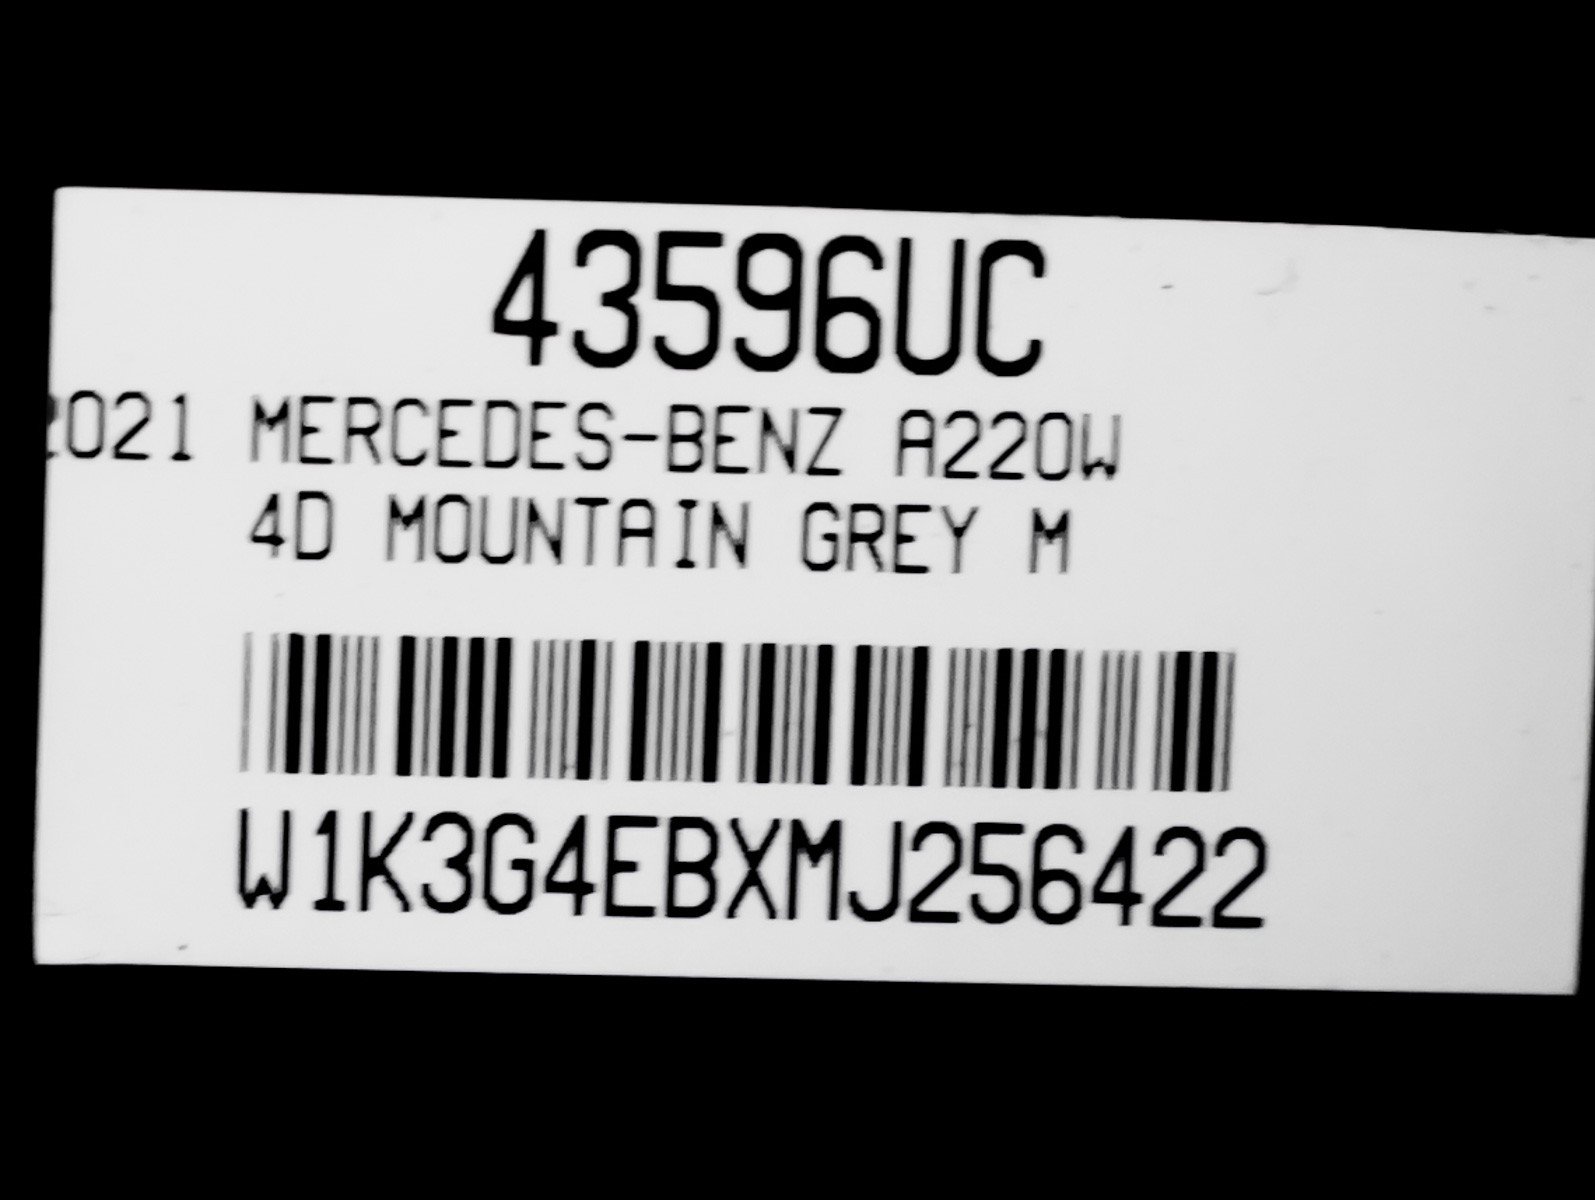 43596UC
2021 MERCEDES-BENZ A220W
4D MOUNTAIN GREY M
W1K3G4EBXMJ256422